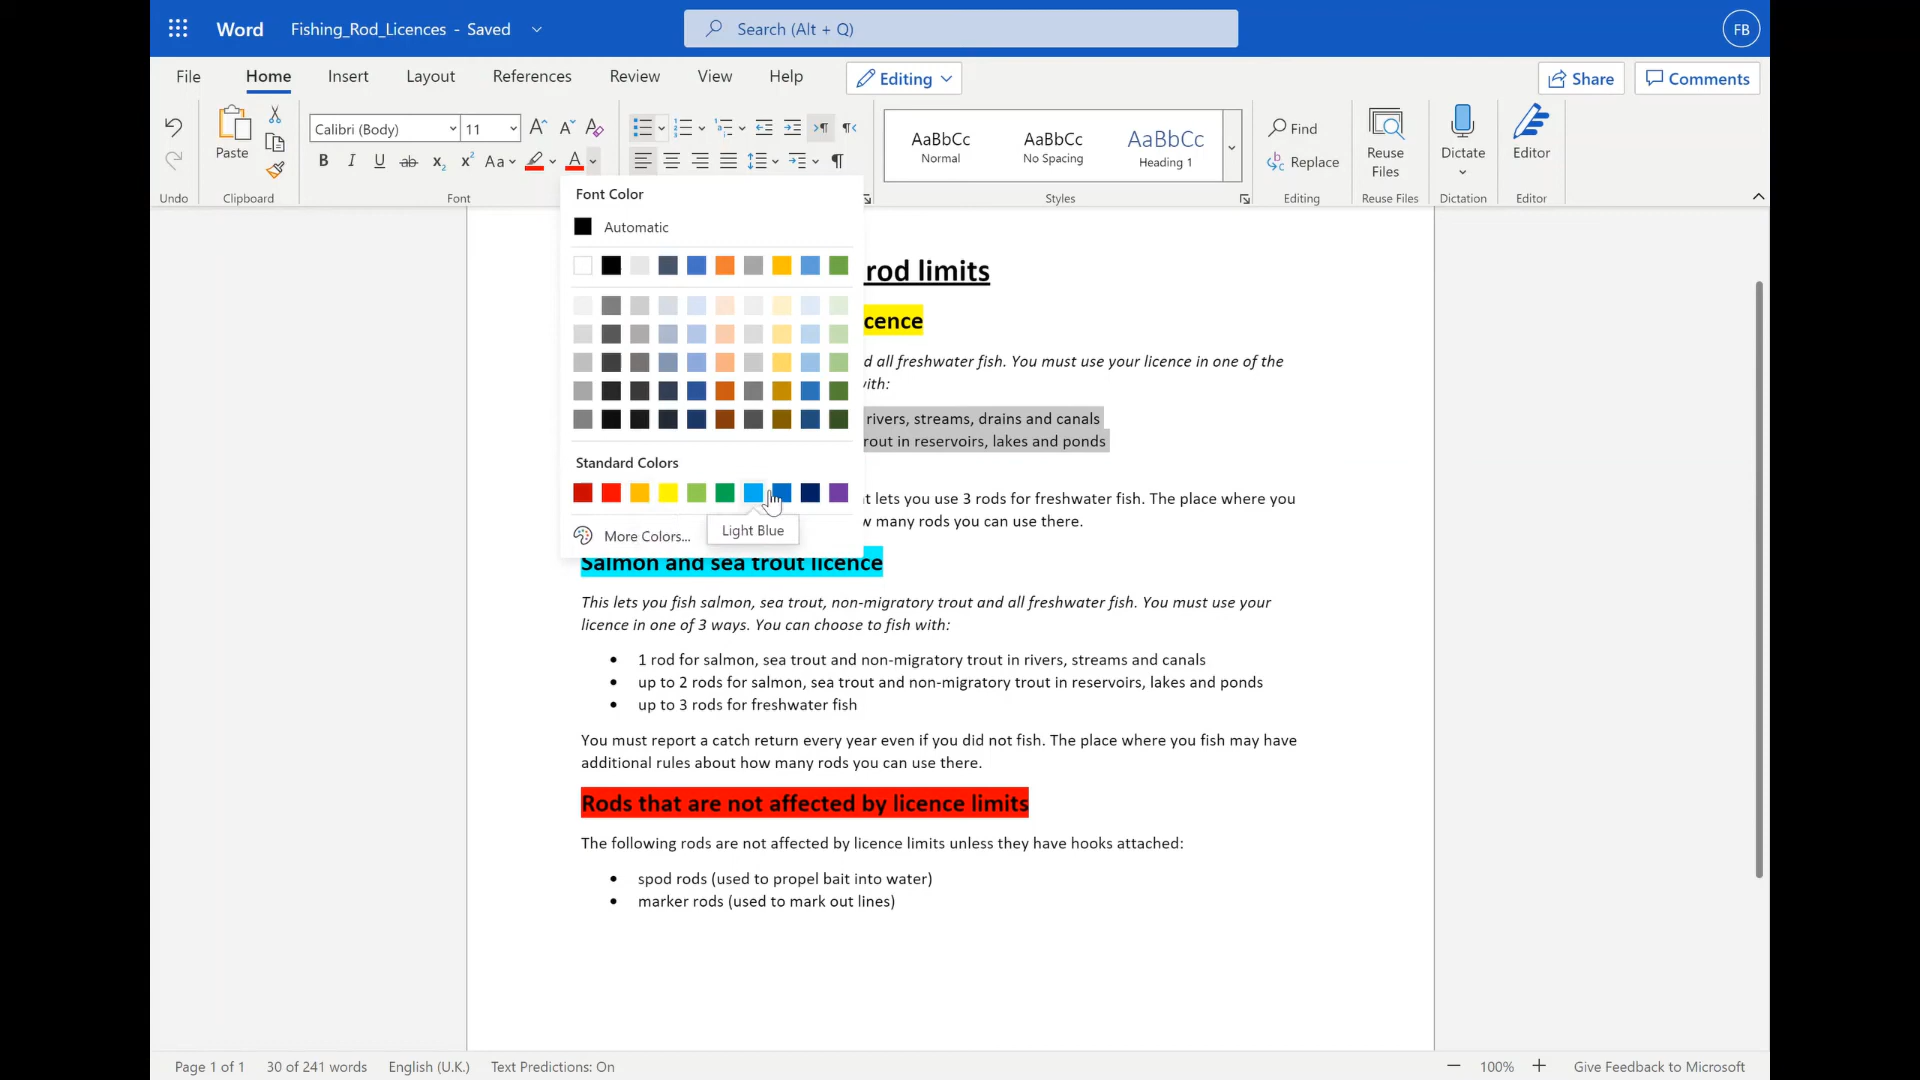 Word Fishing_Rod_Licences - Saved Search (Alt + Q) FB
File Home Insert Layout References Review View Help Editing Share Comments
Calibri (Body) 11
Paste
AaBbCc AaBbCc AaBbCc
Normal No Spacing Heading 1
Find
Replace
Reuse
Files
Dictate
Editor
Undo Clipboard Font Styles Editing Reuse Files Dictation Editor
Font Color
Automatic
Standard Colors
More Colors...
Light Blue
rod limits
cence
d all freshwater fish. You must use your licence in one of the
vith:
rivers, streams, drains and canals
rout in reservoirs, lakes and ponds
t lets you use 3 rods for freshwater fish. The place where you
w many rods you can use there.
Salmon and sea trout licence
This lets you fish salmon, sea trout, non-migratory trout and all freshwater fish. You must use your
licence in one of 3 ways. You can choose to fish with:
• 1 rod for salmon, sea trout and non-migratory trout in rivers, streams and canals
• up to 2 rods for salmon, sea trout and non-migratory trout in reservoirs, lakes and ponds
• up to 3 rods for freshwater fish
You must report a catch return every year even if you did not fish. The place where you fish may have
additional rules about how many rods you can use there.
Rods that are not affected by licence limits
The following rods are not affected by licence limits unless they have hooks attached:
• spod rods (used to propel bait into water)
• marker rods (used to mark out lines)
Page 1 of 1 30 of 241 words English (U.K.) Text Predictions: On 100% Give Feedback to Microsoft